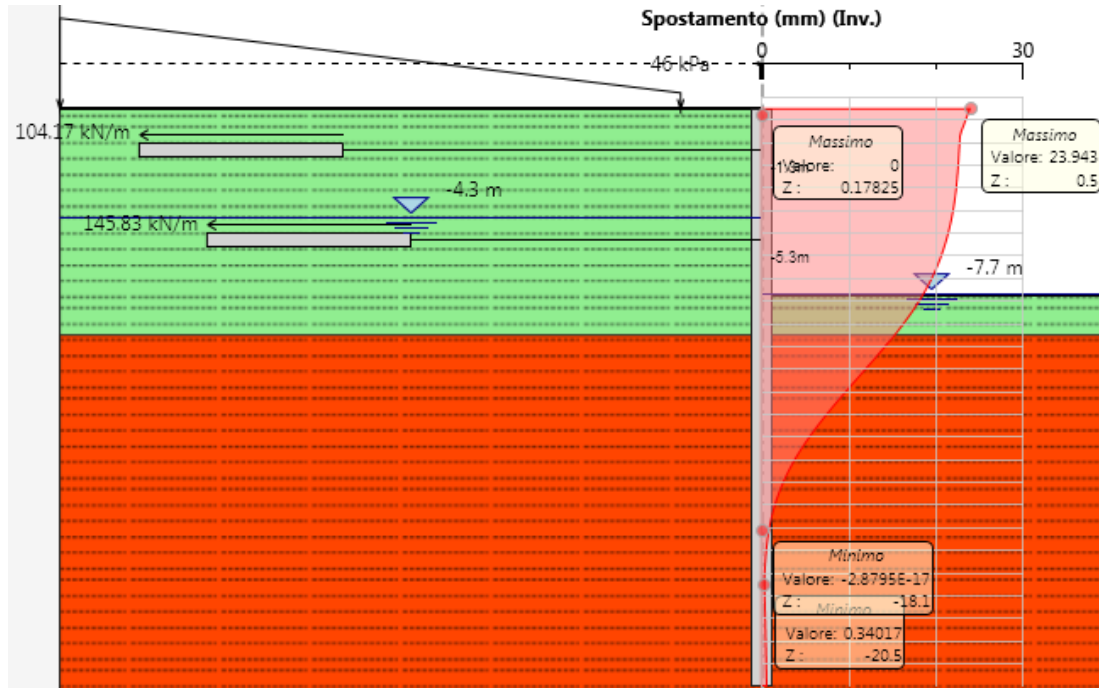 Spostamento (mm) (Inv.)
0
30
46 kPa
104.17 kN/m
Massimo
Valore: 0
Z : 0.17825
Massimo
Valore: 23.943
Z : 0.5
-4.3 m
145.83 kN/m
-5.3m
-7.7 m
Minimo
Valore: -2.8795E-17
Z : -18.1
Minimo
Valore: 0.34017
Z : -20.5